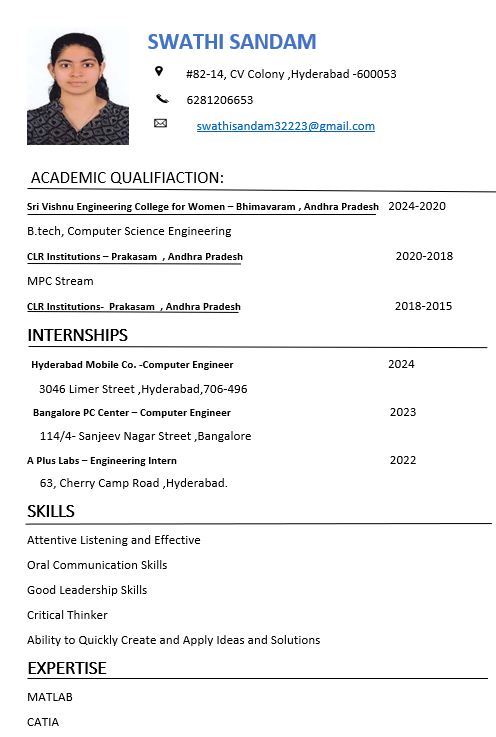 SWATHI SANDAM
#82-14, CV Colony ,Hyderabad -600053
6281206653
swathisandam32223@gmail.com
ACADEMIC QUALIFIACTION:
Sri Vishnu Engineering College for Women – Bhimavaram , Andhra Pradesh 2024-2020
B.tech, Computer Science Engineering
CLR Institutions – Prakasam , Andhra Pradesh 2020-2018
MPC Stream
CLR Institutions- Prakasam , Andhra Pradesh 2018-2015
INTERNSHIPS
Hyderabad Mobile Co. -Computer Engineer 2024
3046 Limer Street ,Hyderabad,706-496
Bangalore PC Center – Computer Engineer 2023
114/4- Sanjeev Nagar Street ,Bangalore
A Plus Labs – Engineering Intern 2022
63, Cherry Camp Road ,Hyderabad.
SKILLS
Attentive Listening and Effective
Oral Communication Skills
Good Leadership Skills
Critical Thinker
Ability to Quickly Create and Apply Ideas and Solutions
EXPERTISE
MATLAB
CATIA